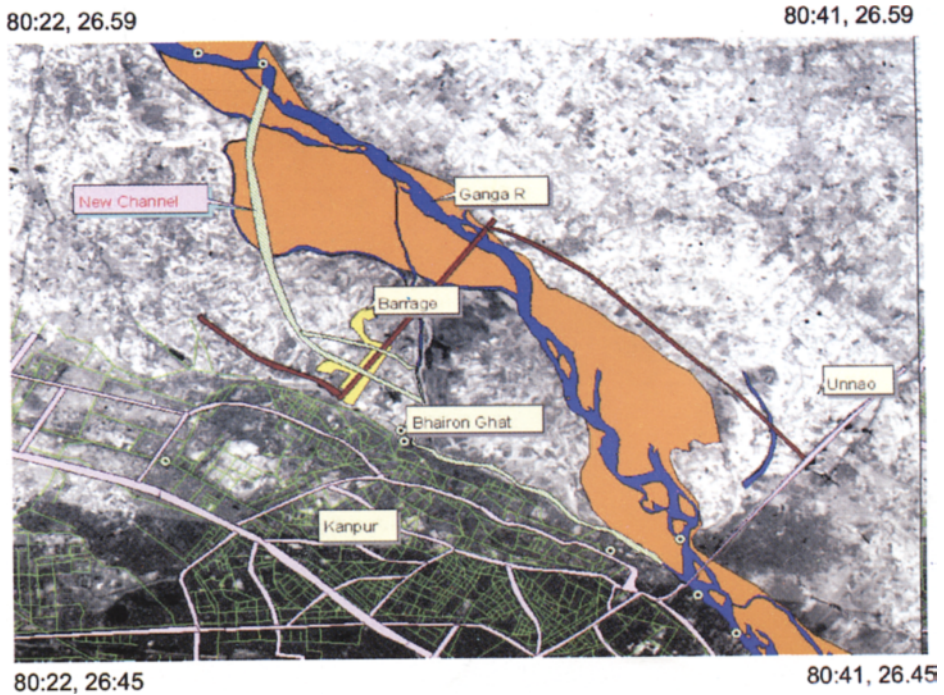 80:22, 26.59
80:41, 26.59
New Channel
Ganga R
Barrage
Unnao
Bhairon Ghat
Kanpur
80:22, 26:45
80:41, 26.45